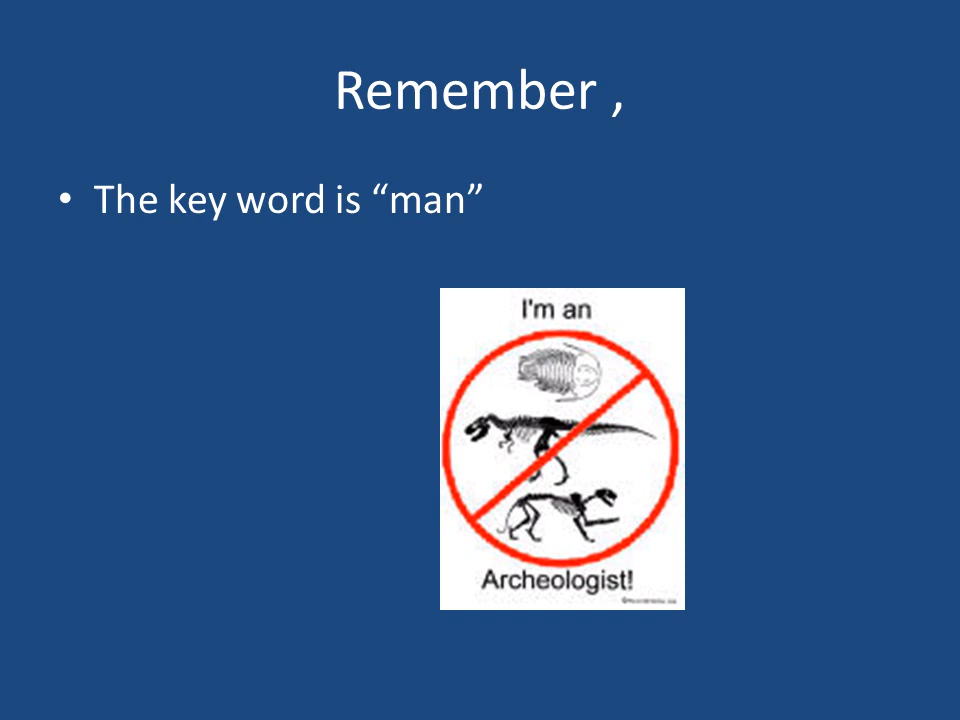 Remember ,
• The key word is “man”
I'm an
Archeologist!